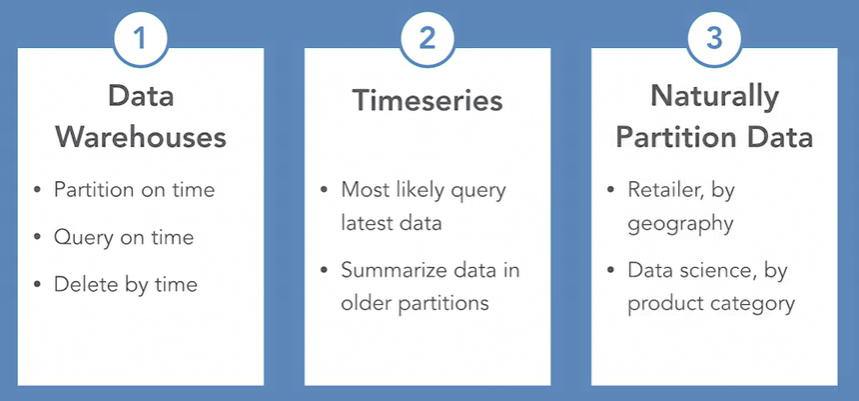 1
Data
Warehouses
• Partition on time
• Query on time
• Delete by time
2
Timeseries
• Most likely query
latest data
• Summarize data in
older partitions
3
Naturally
Partition Data
• Retailer, by
geography
• Data science, by
product category